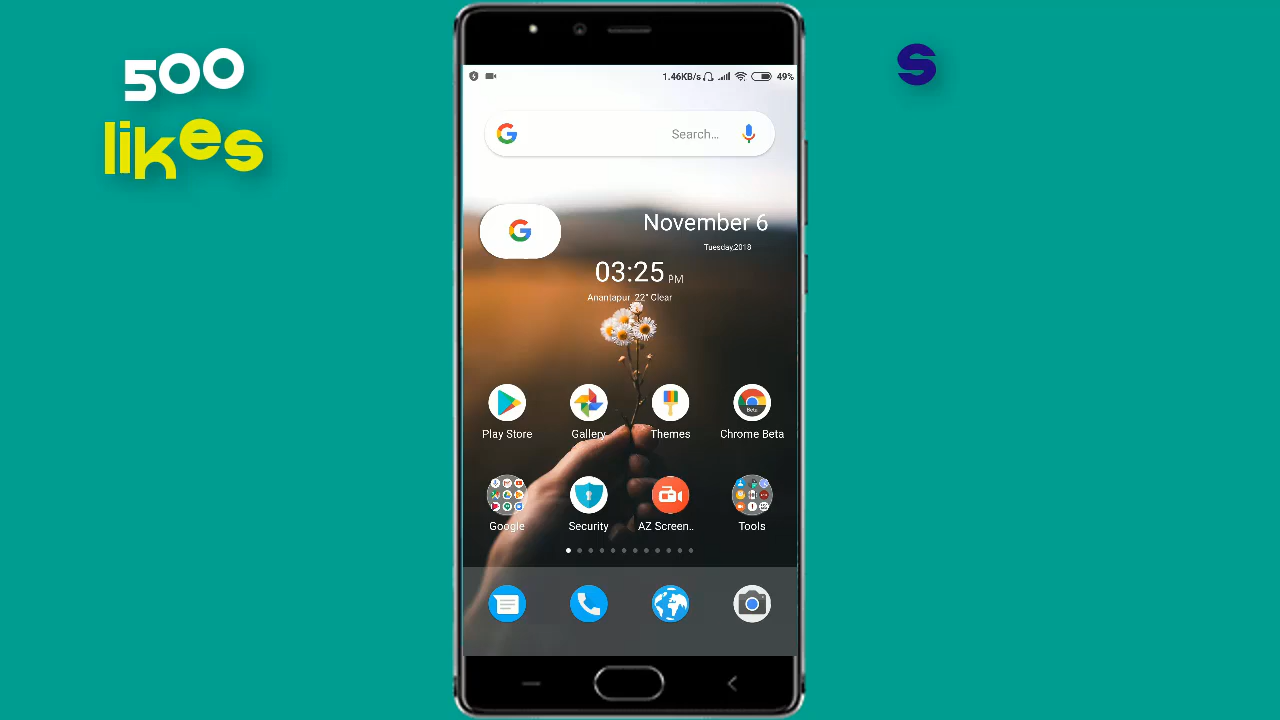 500
likes
S
1.46KB/s 49%
Search...
November 6
Tuesday,2018
03:25 PM
Anantapur 22° Clear
Play Store Gallery Themes Chrome Beta
Beta
Google Security AZ Screen.. Tools